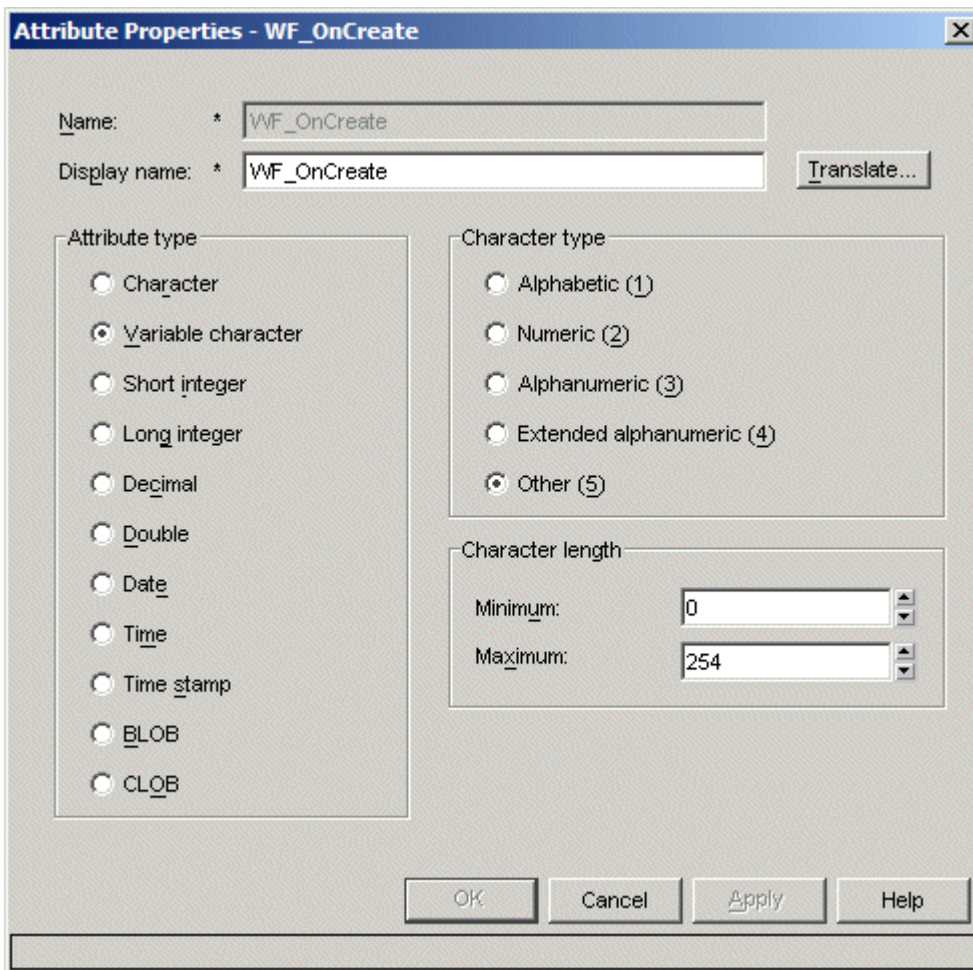 Attribute Properties - WF_OnCreate
Name: * WF_OnCreate
Display name: * WF_OnCreate Translate...
Attribute type
Character
Variable character
Short integer
Long integer
Decimal
Double
Date
Time
Time stamp
BLOB
CLOB
Character type
Alphabetic (1)
Numeric (2)
Alphanumeric (3)
Extended alphanumeric (4)
Other (5)
Character length
Minimum: 0
Maximum: 254
OK Cancel Apply Help